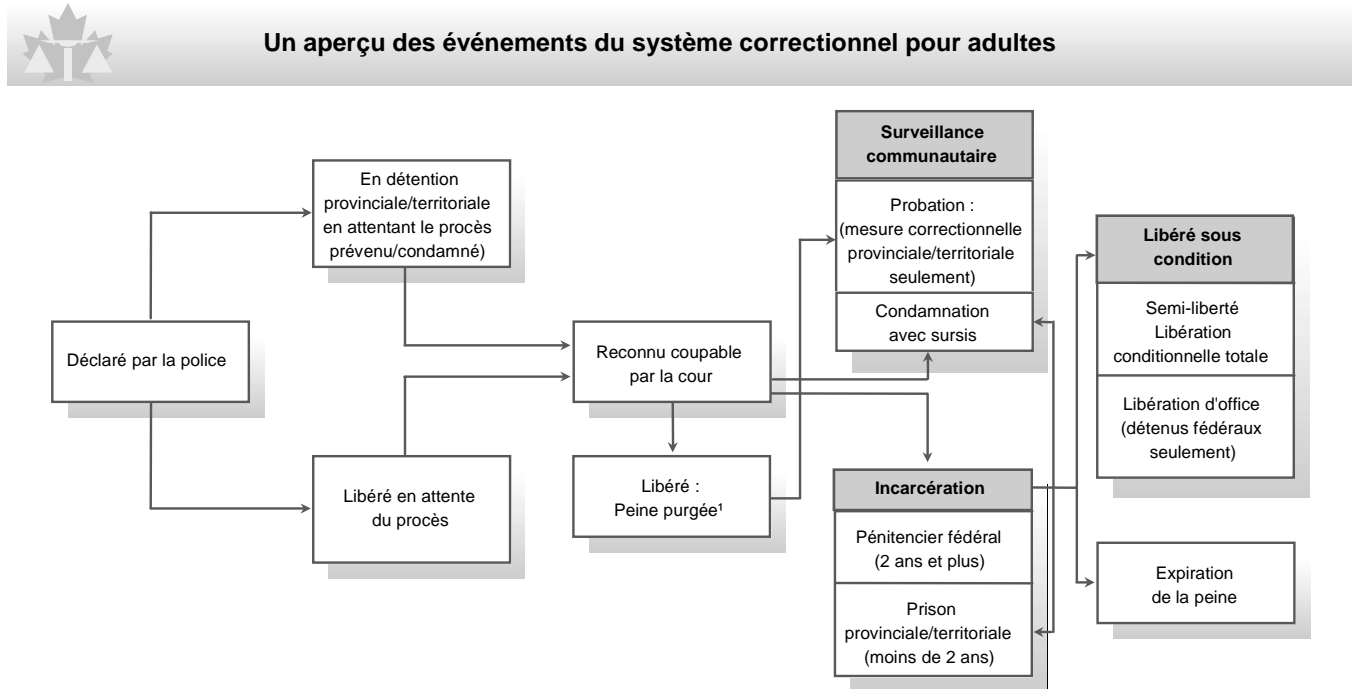 Un aperçu des événements du système correctionnel pour adultes
En détention
provinciale/territoriale
en attentant le procès
prévenu/condamné)
Déclaré par la police
Libéré en attente
du procès
Reconnu coupable
par la cour
Libéré :
Peine purgée¹
Surveillance
communautaire
Probation :
(mesure correctionnelle
provinciale/territoriale
seulement)
Condamnation
avec sursis
Incarcération
Pénitencier fédéral
(2 ans et plus)
Prison
provinciale/territoriale
(moins de 2 ans)
Libéré sous
condition
Semi-liberté
Libération
conditionnelle totale
Libération d'office
(détenus fédéraux
seulement)
Expiration
de la peine